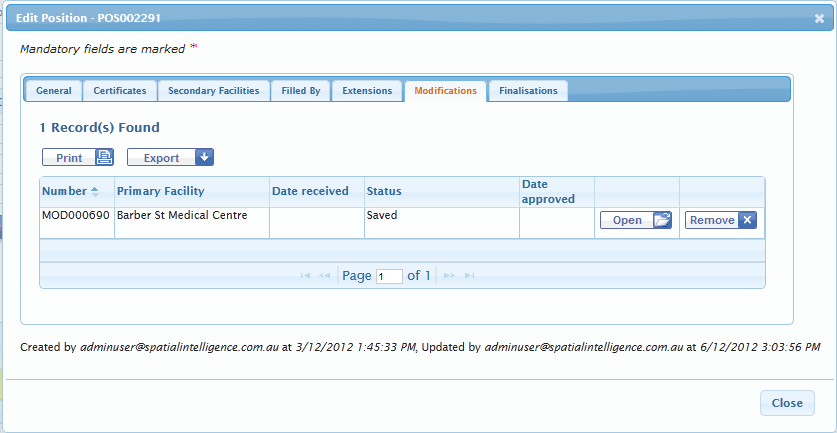 Edit Position - POS002291
Mandatory fields are marked *
General Certificates Secondary Facilities Filled By Extensions Modifications Finalisations
1 Record(s) Found
Print Export
Number Primary Facility Date received Status Date approved
MOD000690 Barber St Medical Centre Saved Open Remove
Page 1 of 1
Created by adminuser@spatialintelligence.com.au at 3/12/2012 1:45:33 PM, Updated by adminuser@spatialintelligence.com.au at 6/12/2012 3:03:56 PM
Close